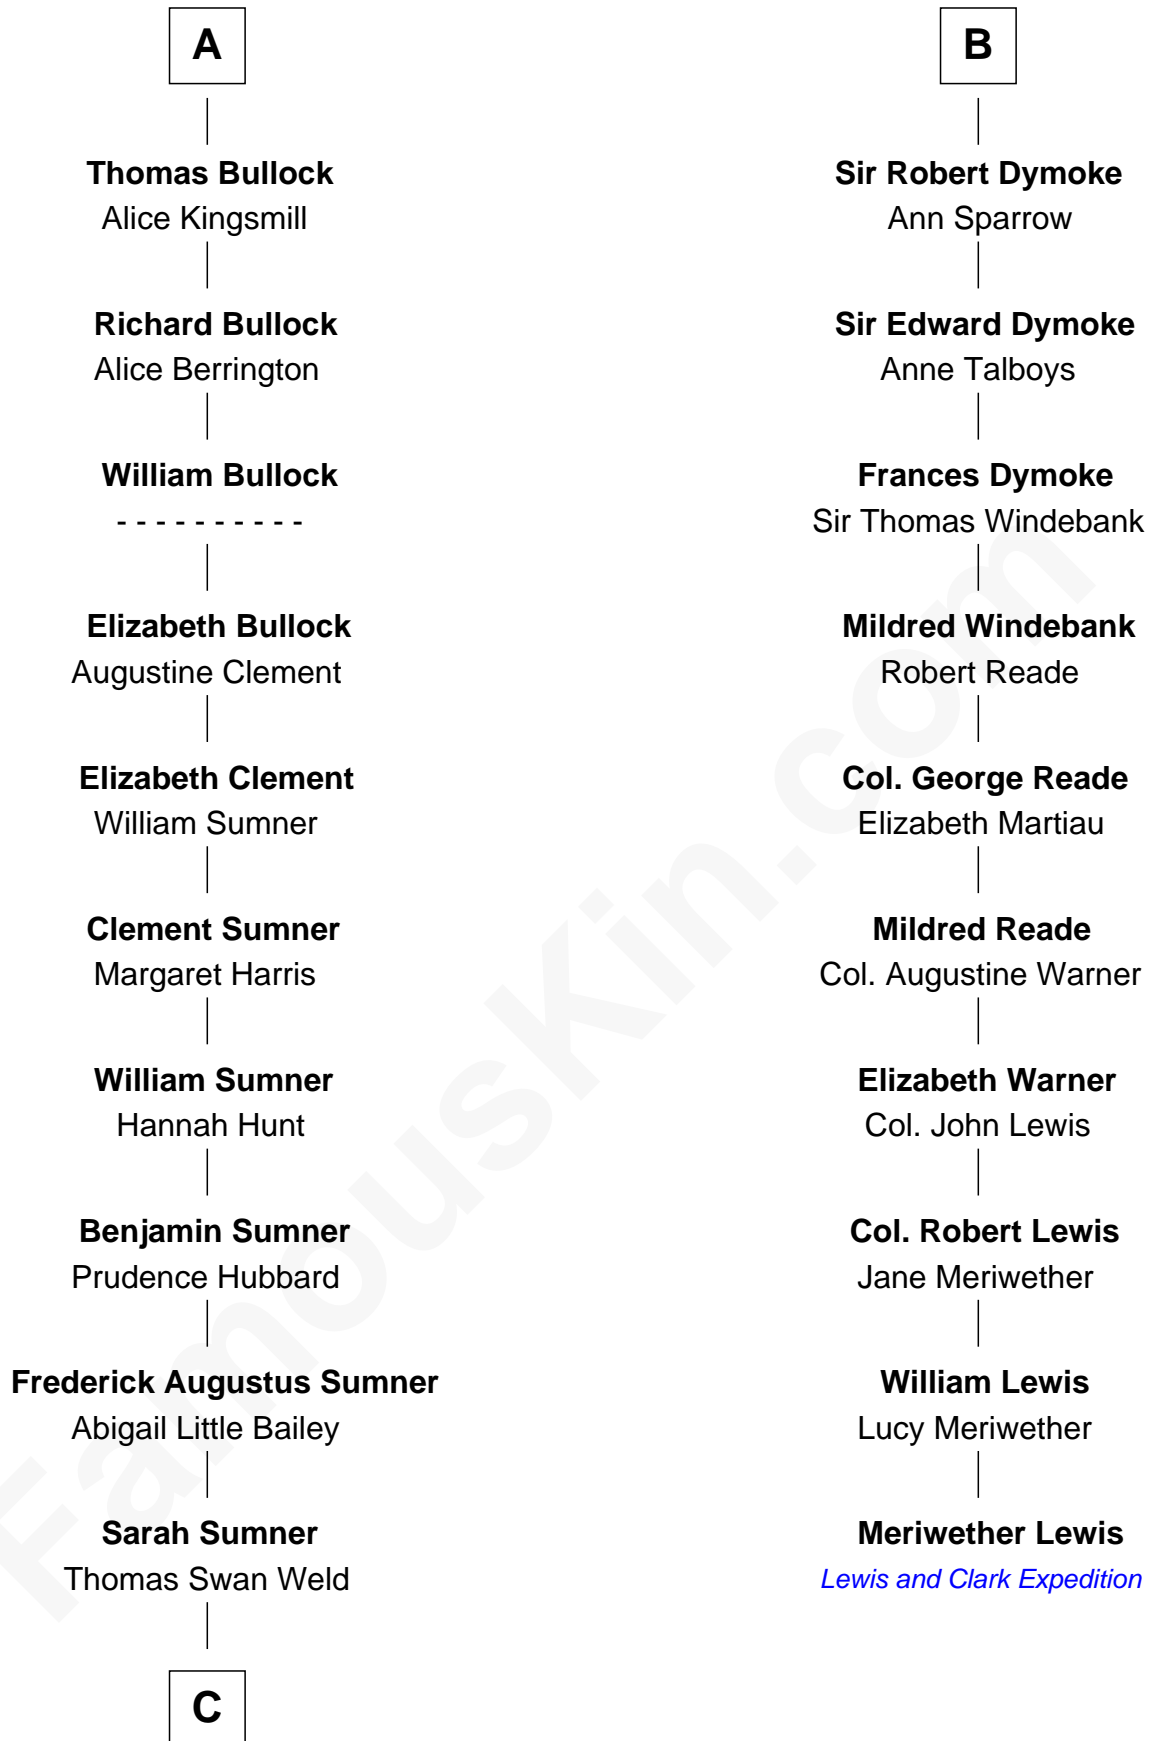 A
Thomas Bullock
Alice Kingsmill
Richard Bullock
Alice Berrington
William Bullock
- - - - - - - - - -
Elizabeth Bullock
Augustine Clement
Elizabeth Clement
William Sumner
Clement Sumner
Margaret Harris
William Sumner
Hannah Hunt
Benjamin Sumner
Prudence Hubbard
Frederick Augustus Sumner
Abigail Little Bailey
Sarah Sumner
Thomas Swan Weld
C
B
Sir Robert Dymoke
Ann Sparrow
Sir Edward Dymoke
Anne Talboys
Frances Dymoke
Sir Thomas Windebank
Mildred Windebank
Robert Reade
Col. George Reade
Elizabeth Martiau
Mildred Reade
Col. Augustine Warner
Elizabeth Warner
Col. John Lewis
Col. Robert Lewis
Jane Meriwether
William Lewis
Lucy Meriwether
Meriwether Lewis
Lewis and Clark Expedition
FamousKin.com